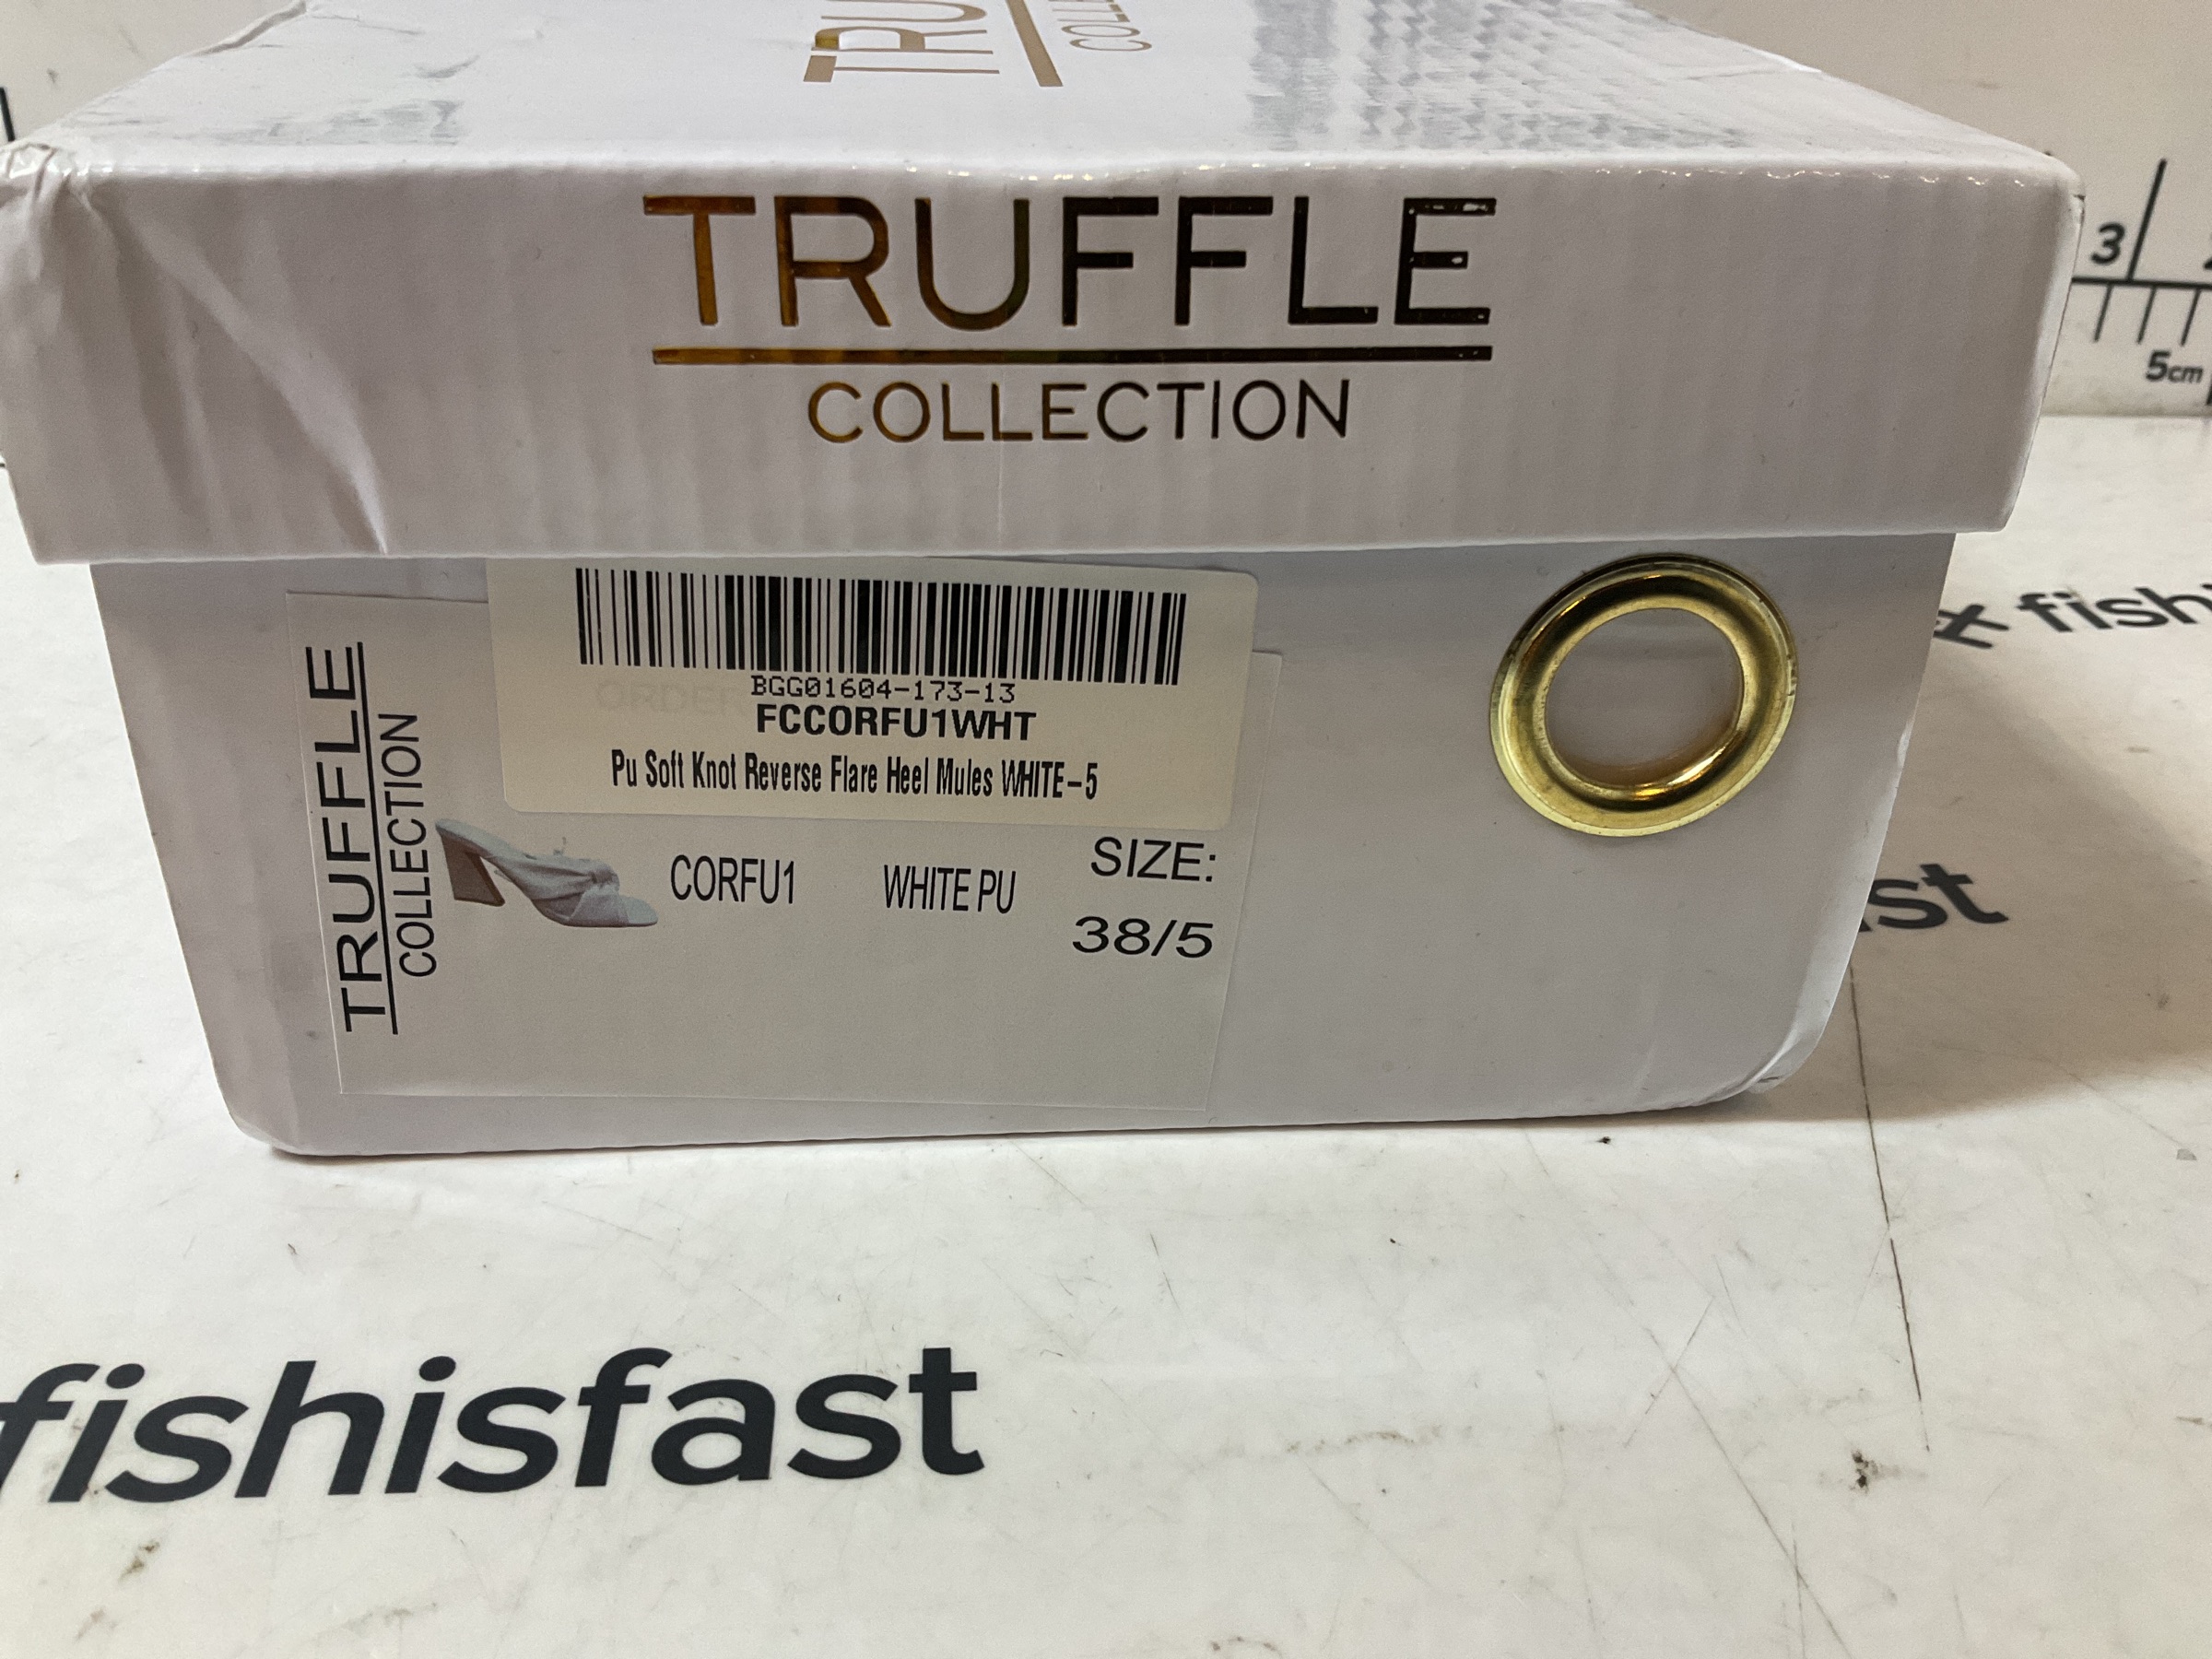 TRUFFLE
COLLECTION
BGG01604-173-13
FCCORFU1WHT
Pu Soft Knot Reverse Flare Heel Mules WHITE-5
TRUFFLE
COLLECTION
CORFU1
WHITE PU
SIZE:
38/5
3
5cm
fishisfast